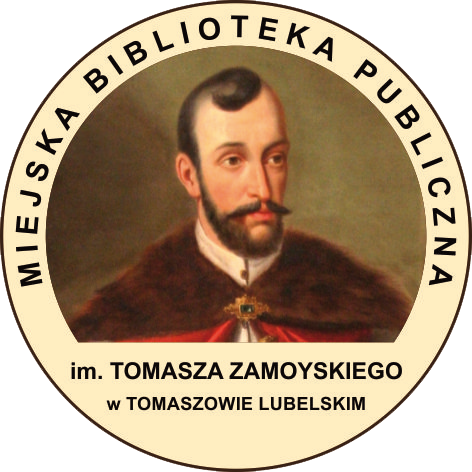 MIEJSKA BIBLIOTEKA PUBLICZNA
im. TOMASZA ZAMOYSKIEGO
w TOMASZOWIE LUBELSKIM